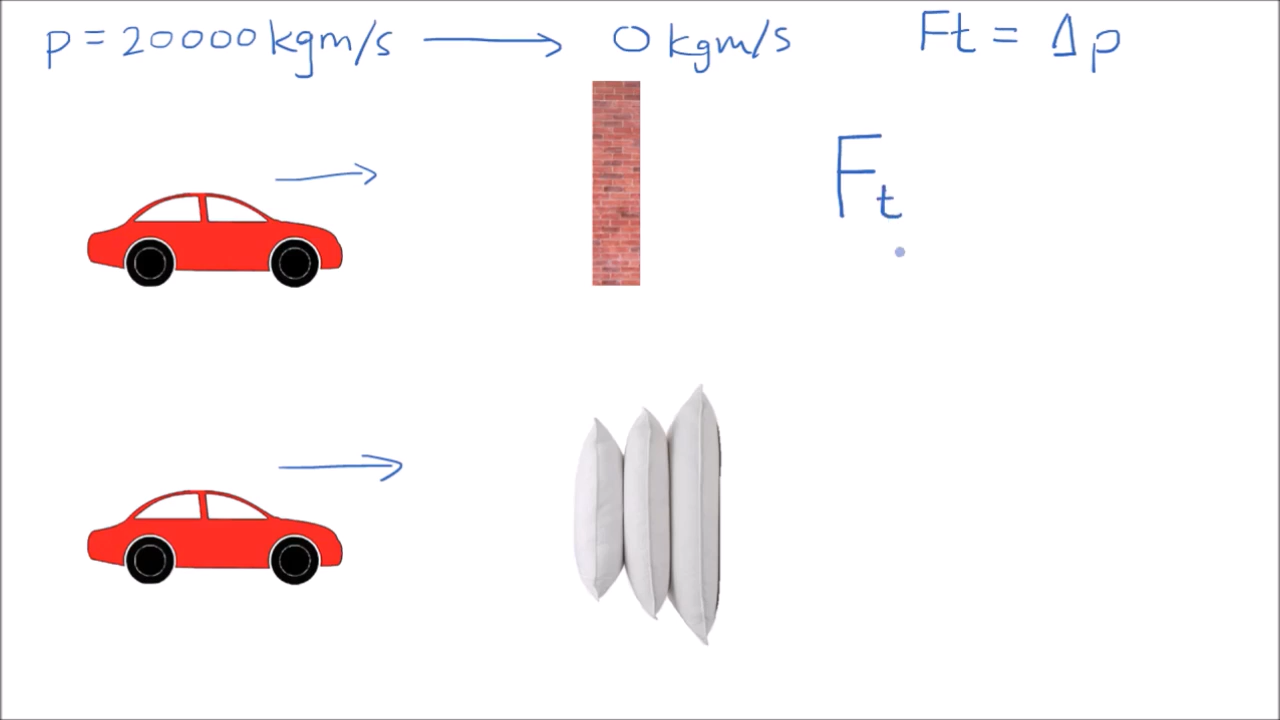 p = 20000 kgm/s ⟶ 0 kgm/s Ft = Δp
Ft